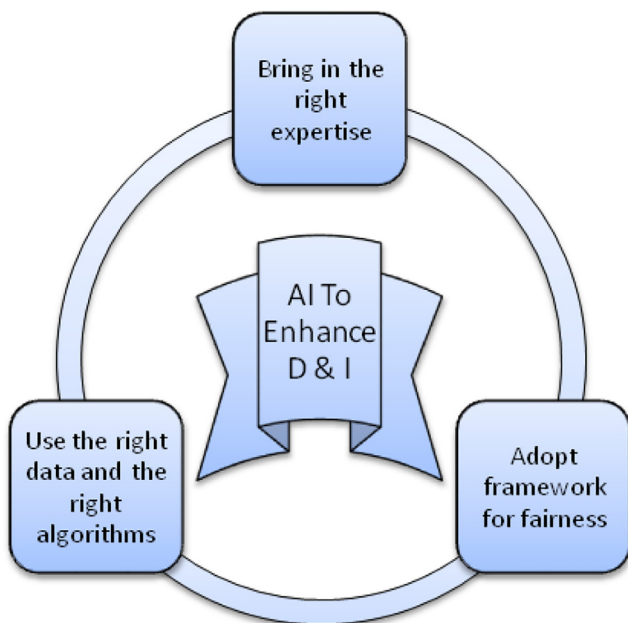 Bring in the
right
expertise
AI To
Enhance
D & I
Use the right
data and the
right
algorithms
Adopt
framework
for fairness